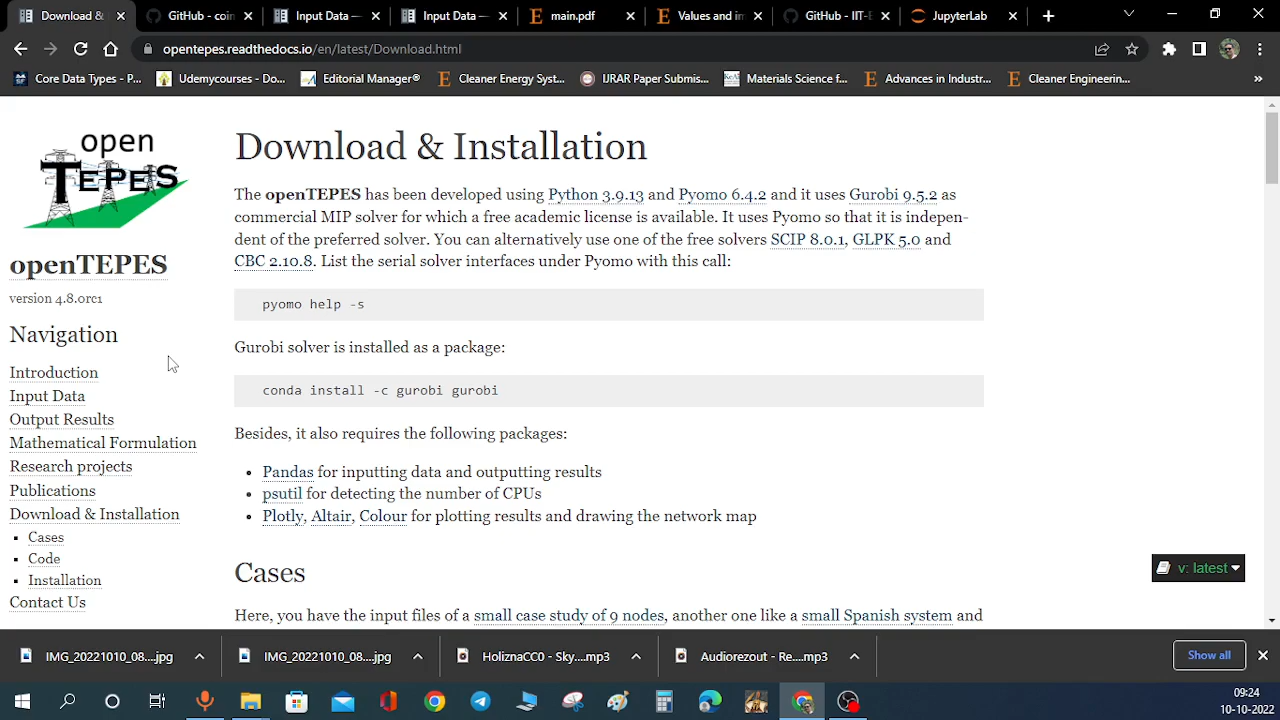 Download &
GitHub - coin
Input Data —
Input Data —
main.pdf
Values and im
GitHub - IIT-E
JupyterLab
opentepes.readthedocs.io/en/latest/Download.html
Core Data Types - P...
Udemycourses - Do...
Editorial Manager®
Cleaner Energy Syst...
IJRAR Paper Submis...
Materials Science f...
Advances in Industr...
Cleaner Engineerin...
open
TEPES
openTEPES
version 4.8.0rc1
Navigation
Introduction
Input Data
Output Results
Mathematical Formulation
Research projects
Publications
Download & Installation
Cases
Code
Installation
Contact Us
Download & Installation
The openTEPES has been developed using Python 3.9.13 and Pyomo 6.4.2 and it uses Gurobi 9.5.2 as
commercial MIP solver for which a free academic license is available. It uses Pyomo so that it is indepen-
dent of the preferred solver. You can alternatively use one of the free solvers SCIP 8.0.1, GLPK 5.0 and
CBC 2.10.8. List the serial solver interfaces under Pyomo with this call:
pyomo help -s
Gurobi solver is installed as a package:
conda install -c gurobi gurobi
Besides, it also requires the following packages:
Pandas for inputting data and outputting results
psutil for detecting the number of CPUs
Plotly, Altair, Colour for plotting results and drawing the network map
Cases
Here, you have the input files of a small case study of 9 nodes, another one like a small Spanish system and
v: latest
IMG_20221010_08....jpg
IMG_20221010_08....jpg
HolizmaCC0 - Sky....mp3
Audiorezout - Re....mp3
Show all
09:24
10-10-2022